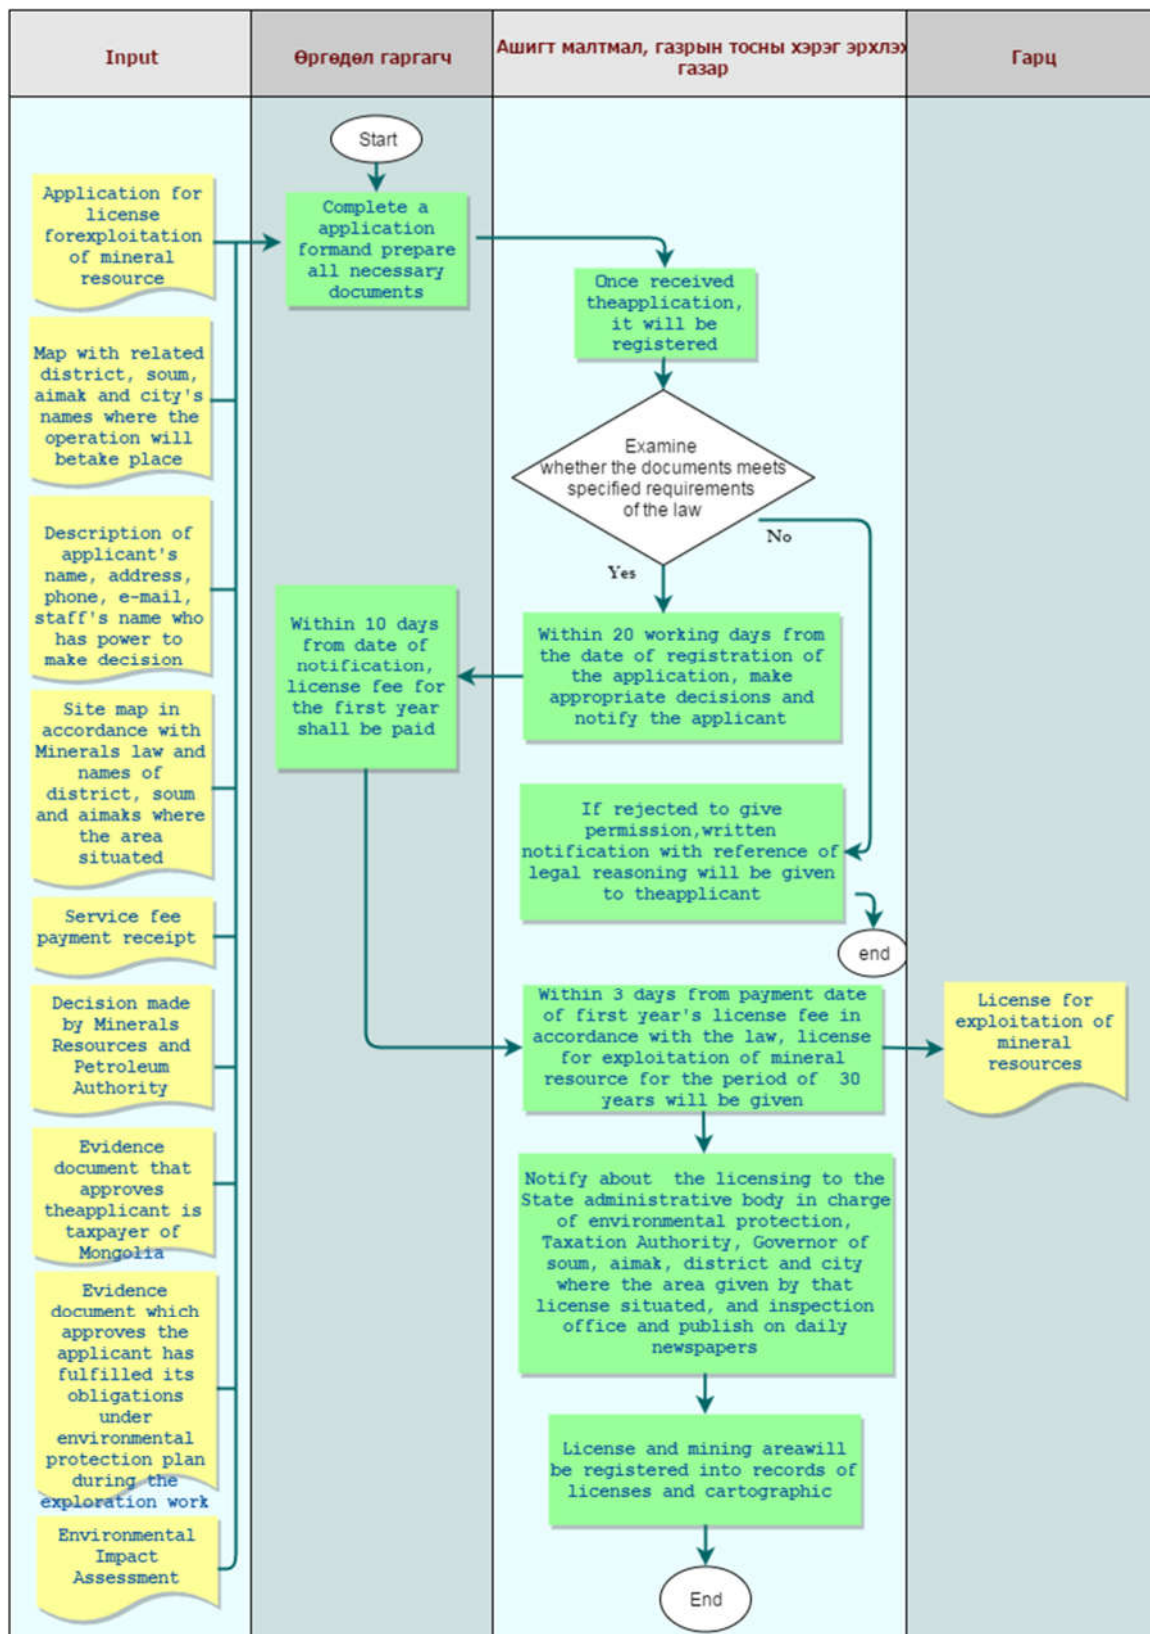 Input
Өргөдөл гаргагч
Ашигт малтмал, газрын тосны хэрэг эрхлэх
газар
Гарц
Start
Application for
license
forexploitation
of mineral
resource
Complete a
application
formand prepare
all necessary
documents
Once received
theapplication,
it will be
registered
Map with related
district, soum,
aimak and city's
names where the
operation will
betake place
Examine
whether the documents meets
specified requirements
of the law
No
Yes
Description of
applicant's
name, address,
phone, e-mail,
staff's name who
has power to
make decision
Within 10 days
from date of
notification,
license fee for
the first year
shall be paid
Within 20 working days from
the date of registration of
the application, make
appropriate decisions and
notify the applicant
Site map in
accordance with
Minerals law and
names of
district, soum
and aimaks where
the area
situated
If rejected to give
permission,written
notification with reference of
legal reasoning will be given
to theapplicant
end
Service fee
payment receipt
Decision made
by Minerals
Resources and
Petroleum
Authority
Within 3 days from payment date
of first year's license fee in
accordance with the law, license
for exploitation of mineral
resource for the period of  30
years will be given
License for
exploitation of
mineral
resources
Evidence
document that
approves
theapplicant is
taxpayer of
Mongolia
Notify about  the licensing to the
State administrative body in charge
of environmental protection,
Taxation Authority, Governor of
soum, aimak, district and city
where the area given by that
license situated, and inspection
office and publish on daily
newspapers
Evidence
document which
approves the
applicant has
fulfilled its
obligations
under
environmental
protection plan
during the
exploration work
License and mining areawill
be registered into records of
licenses and cartographic
Environmental
Impact
Assessment
End